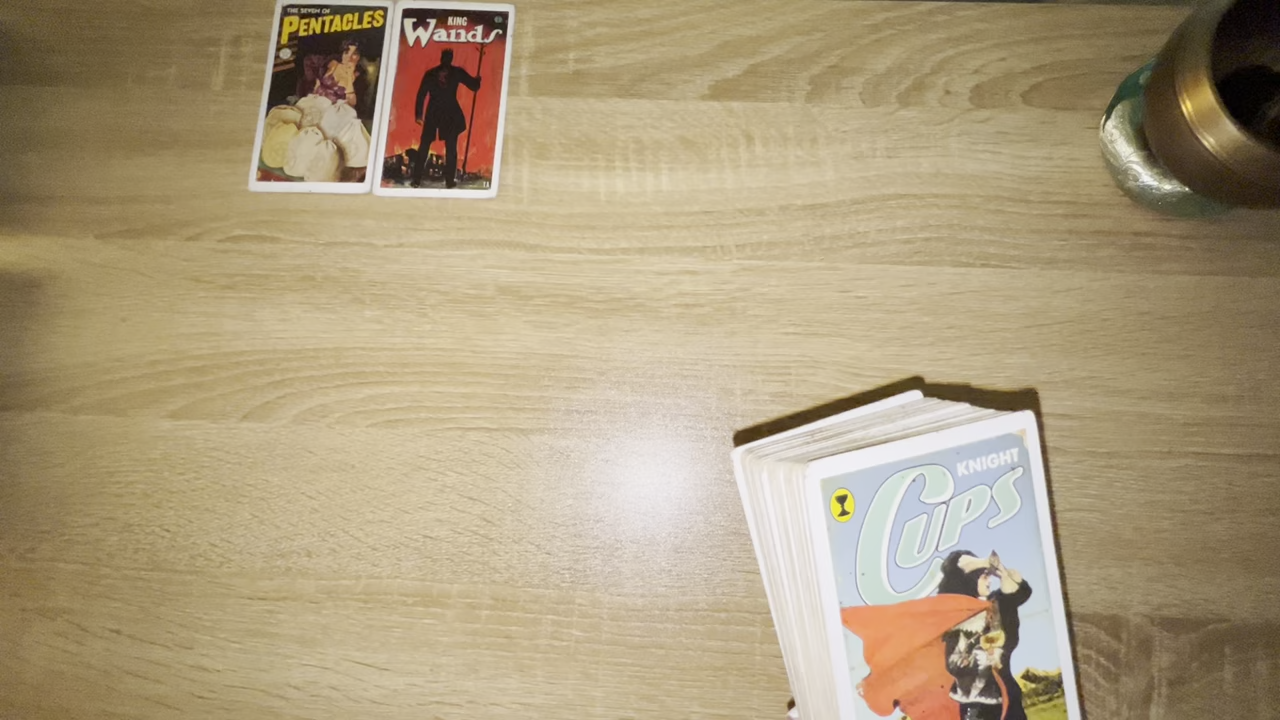 THE SEVEN OF
PENTACLES
KING
Wands
KNIGHT
CUPS